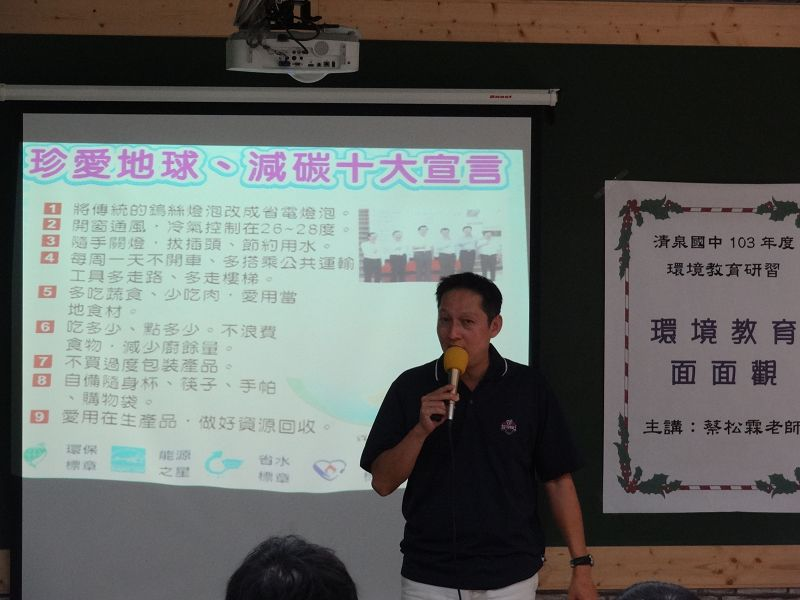 珍愛地球、減碳十大宣言
1 將傳統的鎢絲燈泡改成省電燈泡。
2 開窗通風，冷氣控制在26~28度。
3 隨手關燈，拔插頭、節約用水。
4 每周一天不開車、多搭乘公共運輸
工具多走路、多走樓梯。
5 多吃蔬食、少吃肉，愛用當
地食材。
6 吃多少、點多少。不浪費
食物，減少廚餘量。
7 不買過度包裝產品。
8 自備隨身杯、筷子、手帕
、購物袋。
9 愛用在生產品，做好資源回收。
環保
標章
能源
之星
省水
標章
清泉國中 103 年度
環境教育研習
環境教育
面面觀
主講：蔡松霖老師